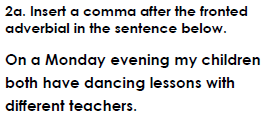 2a. Insert a comma after the fronted
adverbial in the sentence below.
On a Monday evening my children
both have dancing lessons with
different teachers.